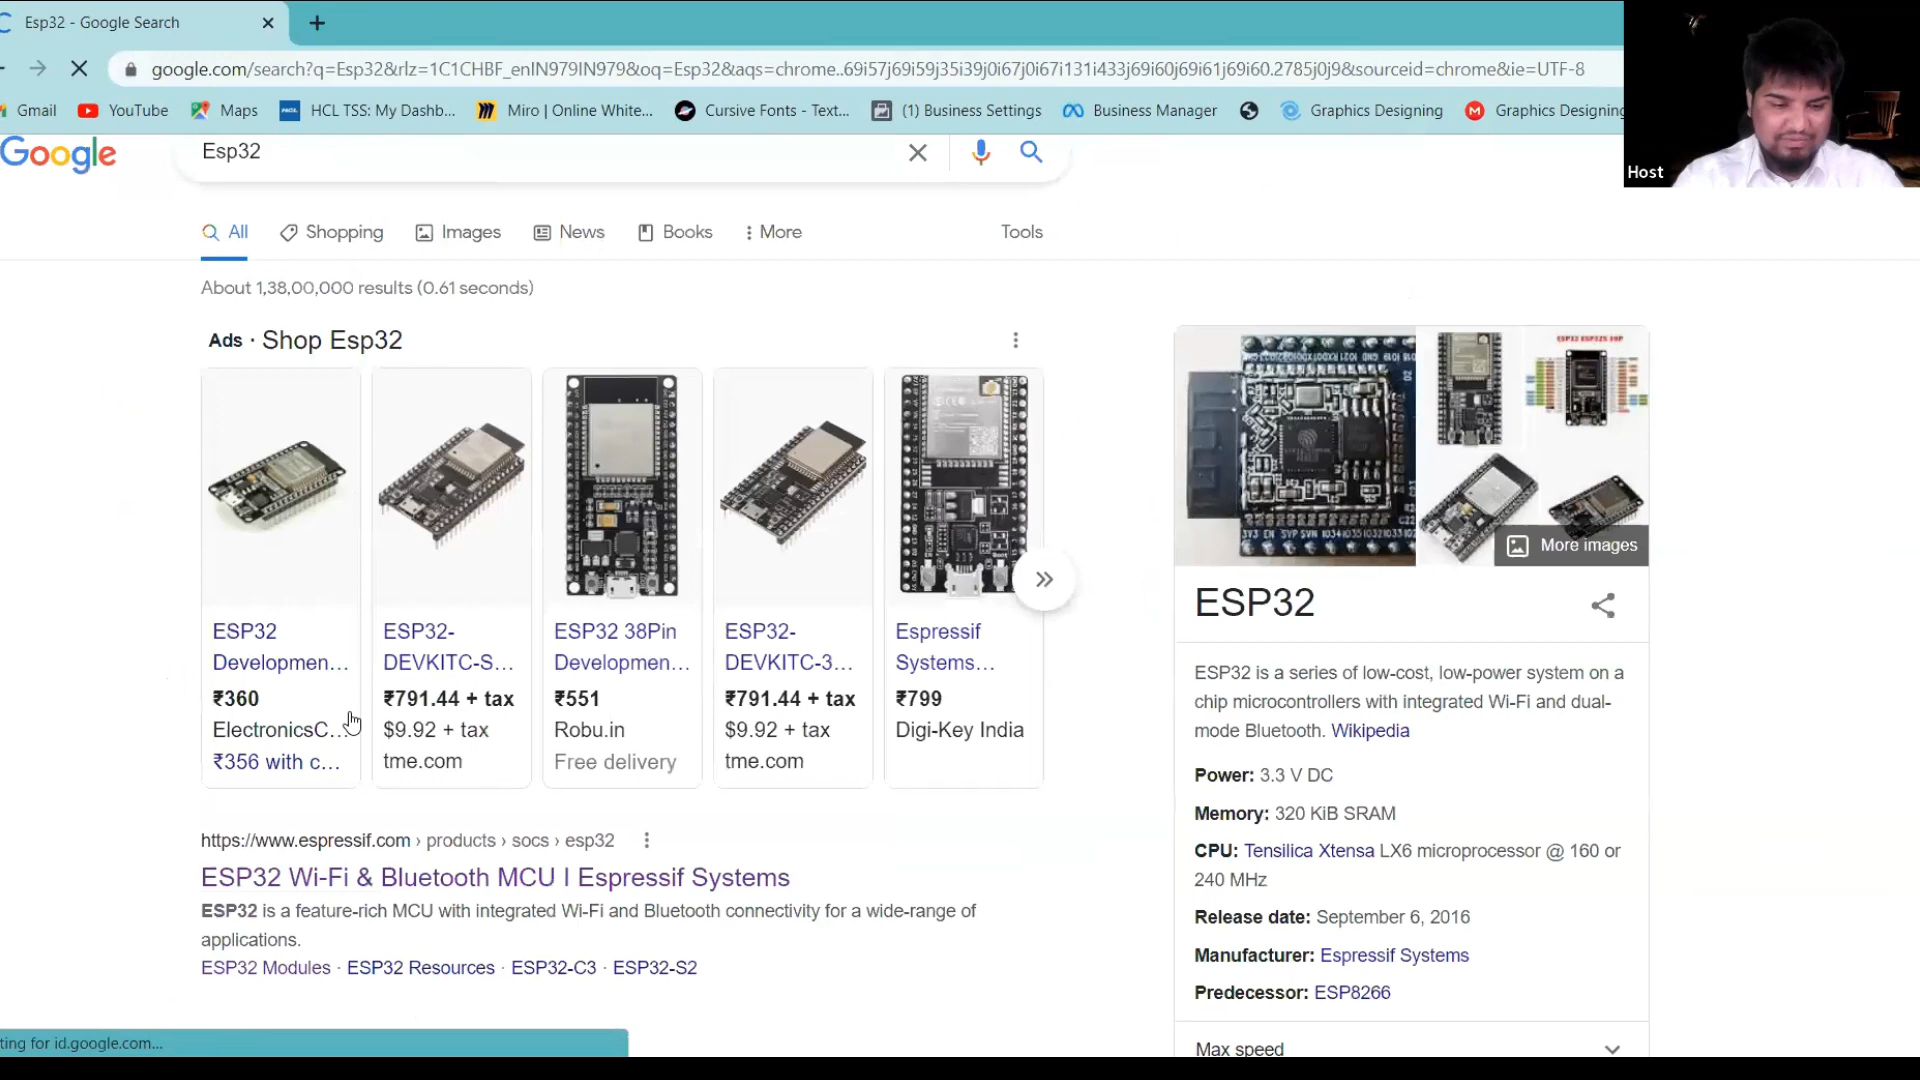 Esp32 - Google Search
google.com/search?q=Esp32&rlz=1C1CHBF_enIN979IN979&oq=Esp32&aqs=chrome..69i57j69i59j35i39j0i67j0i67i131i433j69i60j69i61j69i60.2785j0j9&sourceid=chrome&ie=UTF-8
Gmail YouTube Maps HCL TSS: My Dashb... Miro | Online White... Cursive Fonts - Text... (1) Business Settings Business Manager Graphics Designing Graphics Designing
Host
Google
Esp32
All Shopping Images News Books More Tools
About 1,38,00,000 results (0.61 seconds)
Ads · Shop Esp32
ESP32
Developmen...
₹360
ElectronicsC...
₹356 with c...
ESP32-
DEVKITC-S...
₹791.44 + tax
$9.92 + tax
tme.com
ESP32 38Pin
Developmen...
₹551
Robu.in
Free delivery
ESP32-
DEVKITC-3...
₹791.44 + tax
$9.92 + tax
tme.com
Espressif
Systems...
₹799
Digi-Key India
https://www.espressif.com › products › socs › esp32
ESP32 Wi-Fi & Bluetooth MCU I Espressif Systems
ESP32 is a feature-rich MCU with integrated Wi-Fi and Bluetooth connectivity for a wide-range of
applications.
ESP32 Modules · ESP32 Resources · ESP32-C3 · ESP32-S2
More images
ESP32
ESP32 is a series of low-cost, low-power system on a
chip microcontrollers with integrated Wi-Fi and dual-
mode Bluetooth. Wikipedia
Power: 3.3 V DC
Memory: 320 KiB SRAM
CPU: Tensilica Xtensa LX6 microprocessor @ 160 or
240 MHz
Release date: September 6, 2016
Manufacturer: Espressif Systems
Predecessor: ESP8266
Max speed
ting for id.google.com...